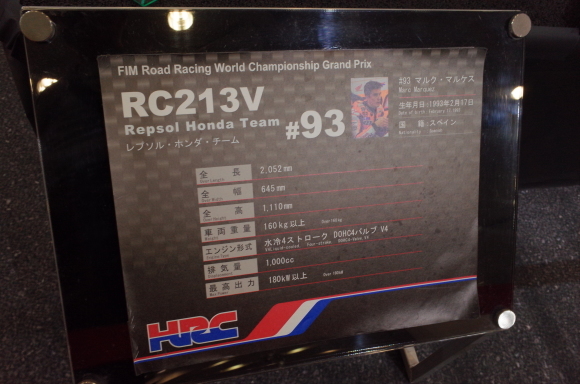 FIM Road Racing World Championship Grand Prix
RC213V
Repsol Honda Team
レプソル・ホンダ・チーム
#93
#93 マルク・マルケス
Marc Marquez
生年月日:1993年2月17日
国 籍:スペイン
全 長 2,052mm
全 幅 645mm
全 高 1,110mm
車両重量 160kg以上
エンジン形式 水冷4ストローク DOHC4バルブ V4
排気量 1,000cc
最高出力 180kW以上
HRC